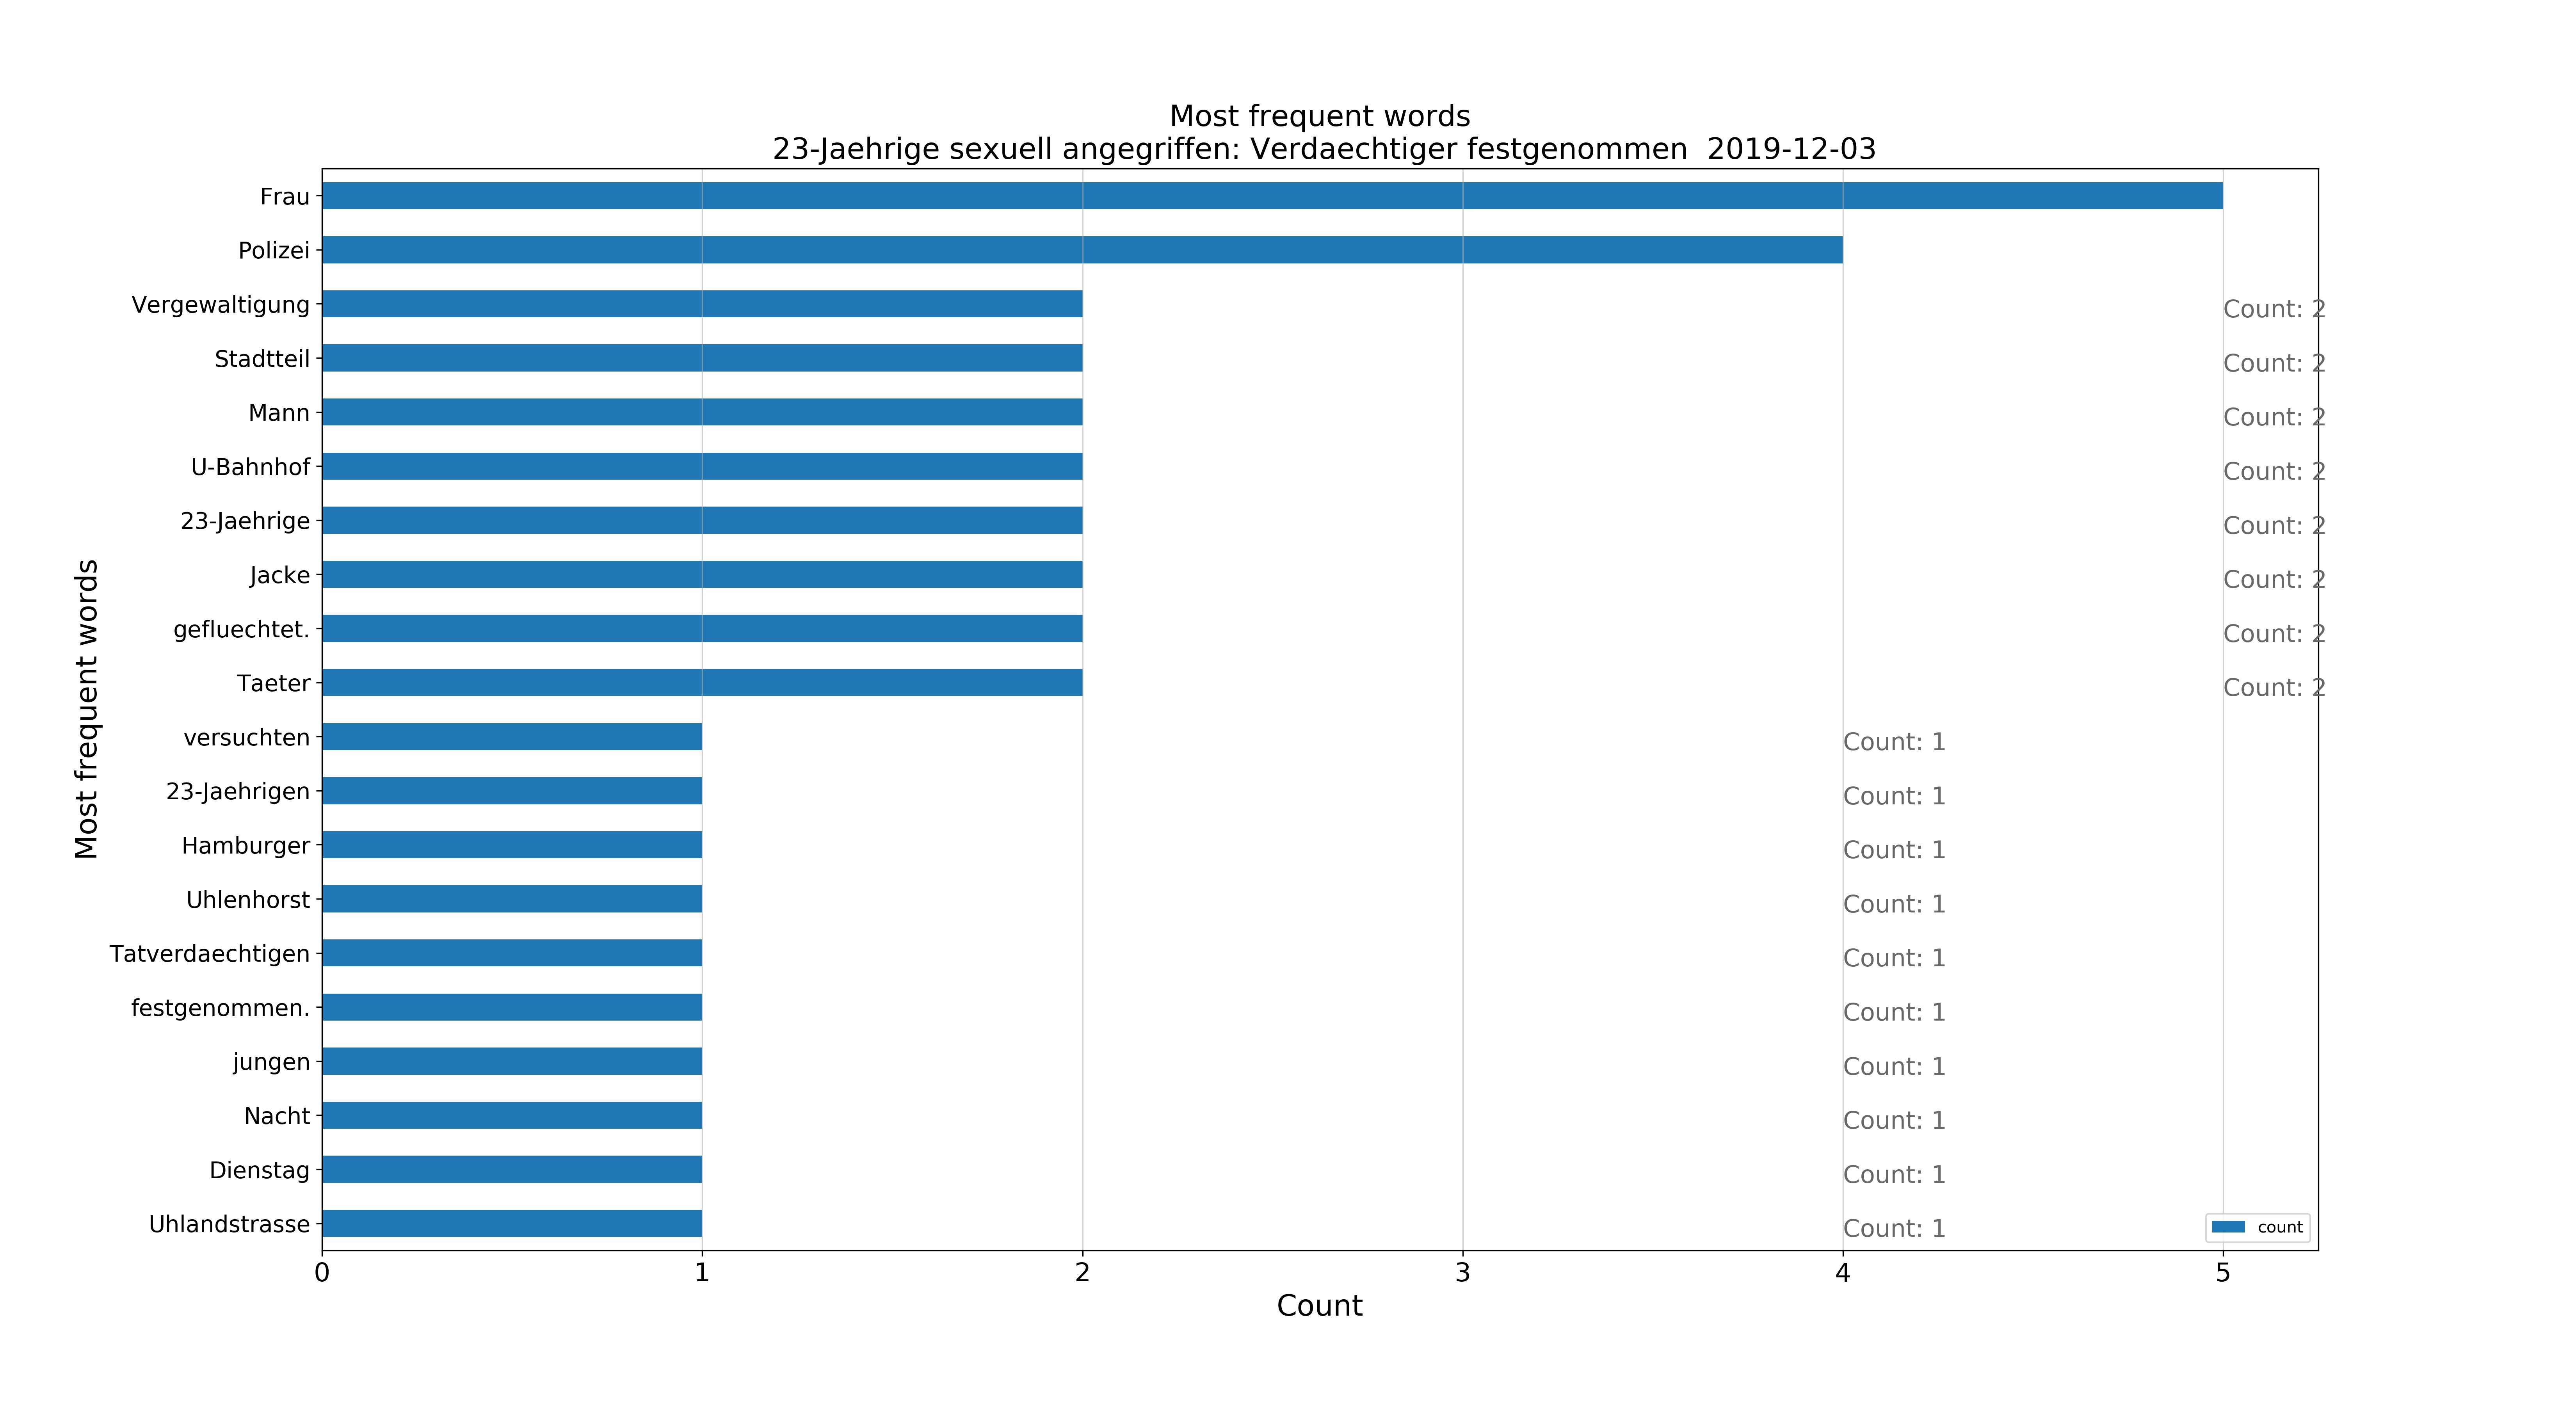 Most frequent words
23-Jaehrige sexuell angegriffen: Verdaechtiger festgenommen  2019-12-03
Most frequent words
Frau
Polizei
Vergewaltigung Count: 2
Stadtteil Count: 2
Mann Count: 2
U-Bahnhof Count: 2
23-Jaehrige Count: 2
Jacke Count: 2
gefluechtet. Count: 2
Taeter Count: 2
versuchten Count: 1
23-Jaehrigen Count: 1
Hamburger Count: 1
Uhlenhorst Count: 1
Tatverdaechtigen Count: 1
festgenommen. Count: 1
jungen Count: 1
Nacht Count: 1
Dienstag Count: 1
Uhlandstrasse Count: 1
count
0 1 2 3 4 5
Count